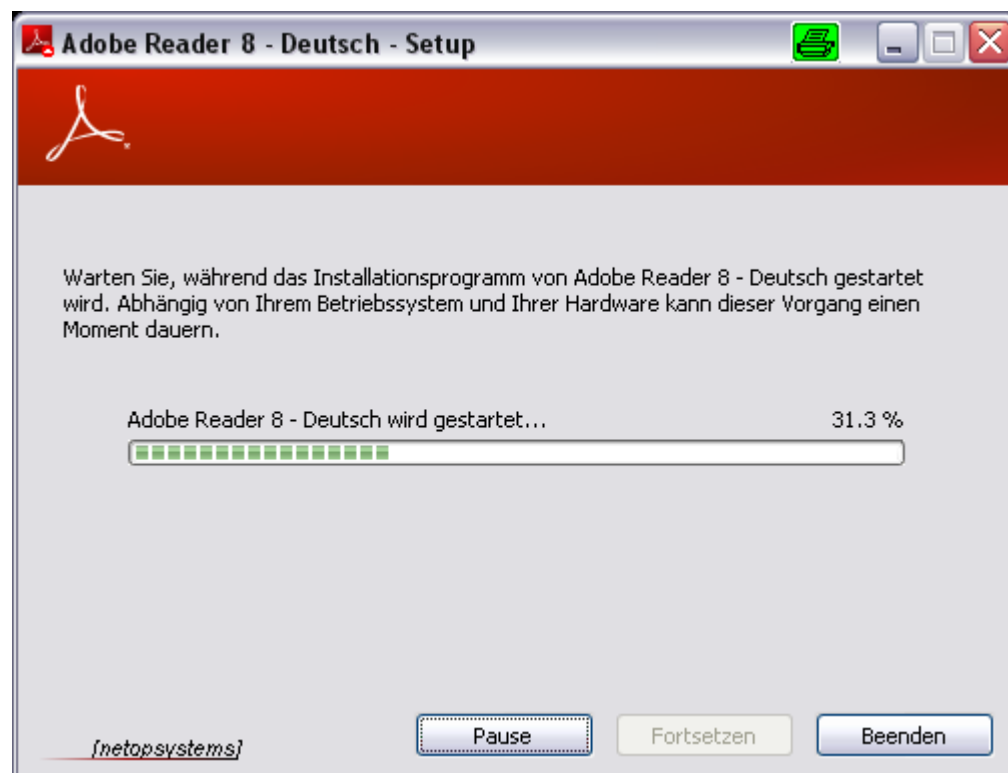 Adobe Reader 8 - Deutsch - Setup
Warten Sie, während das Installationsprogramm von Adobe Reader 8 - Deutsch gestartet
wird. Abhängig von Ihrem Betriebssystem und Ihrer Hardware kann dieser Vorgang einen
Moment dauern.
Adobe Reader 8 - Deutsch wird gestartet... 31.3 %
[netopsystems] Pause Fortsetzen Beenden